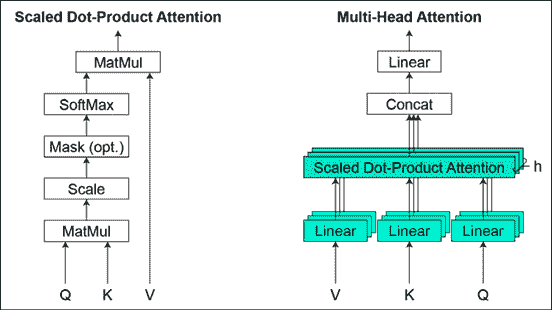 Scaled Dot-Product Attention
MatMul
SoftMax
Mask (opt.)
Scale
MatMul
Q K V
Multi-Head Attention
Linear
Concat
Scaled Dot-Product Attention
h
Linear Linear Linear
V K Q